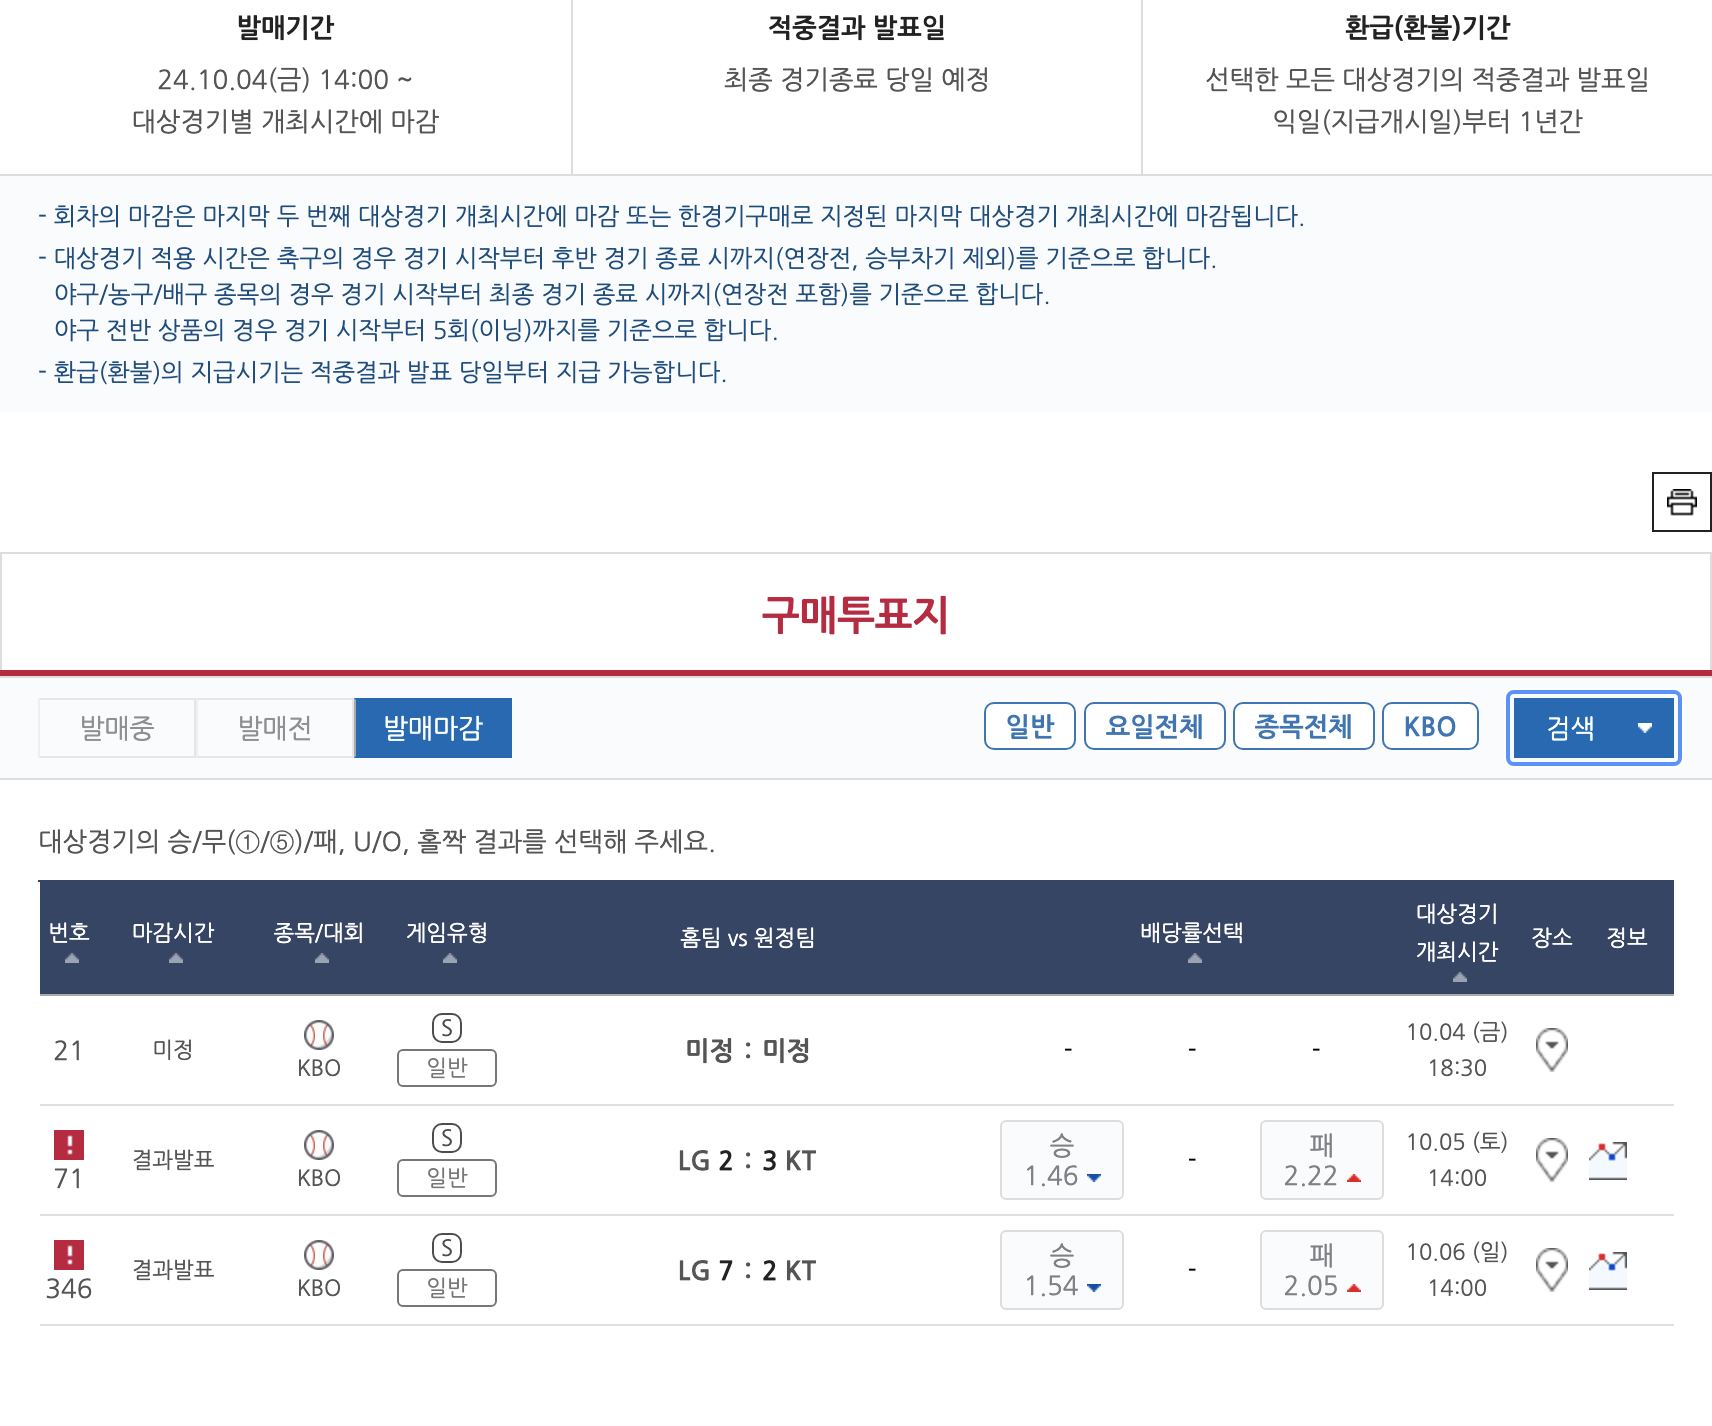 발매기간
24.10.04(금) 14:00 ~
대상경기별 개최시간에 마감
적중결과 발표일
최종 경기종료 당일 예정
환급(환불)기간
선택한 모든 대상경기의 적중결과 발표일
익일(지급개시일)부터 1년간
- 회차의 마감은 마지막 두 번째 대상경기 개최시간에 마감 또는 한경기구매로 지정된 마지막 대상경기 개최시간에 마감됩니다.
- 대상경기 적용 시간은 축구의 경우 경기 시작부터 후반 경기 종료 시까지(연장전, 승부차기 제외)를 기준으로 합니다.
야구/농구/배구 종목의 경우 경기 시작부터 최종 경기 종료 시까지(연장전 포함)를 기준으로 합니다.
야구 전반 상품의 경우 경기 시작부터 5회(이닝)까지를 기준으로 합니다.
- 환급(환불)의 지급시기는 적중결과 발표 당일부터 지급 가능합니다.
구매투표지
발매중 발매전 발매마감 일반 요일전체 종목전체 KBO 검색
대상경기의 승/무(①/⑤)/패, U/O, 홀짝 결과를 선택해 주세요.
번호 마감시간 종목/대회 게임유형 홈팀 vs 원정팀 배당률선택 대상경기 개최시간 장소 정보
21 미정 KBO S 일반 미정 : 미정 - - - 10.04 (금) 18:30
! 71 결과발표 KBO S 일반 LG 2 : 3 KT 승 1.46 - 패 2.22 10.05 (토) 14:00
! 346 결과발표 KBO S 일반 LG 7 : 2 KT 승 1.54 - 패 2.05 10.06 (일) 14:00